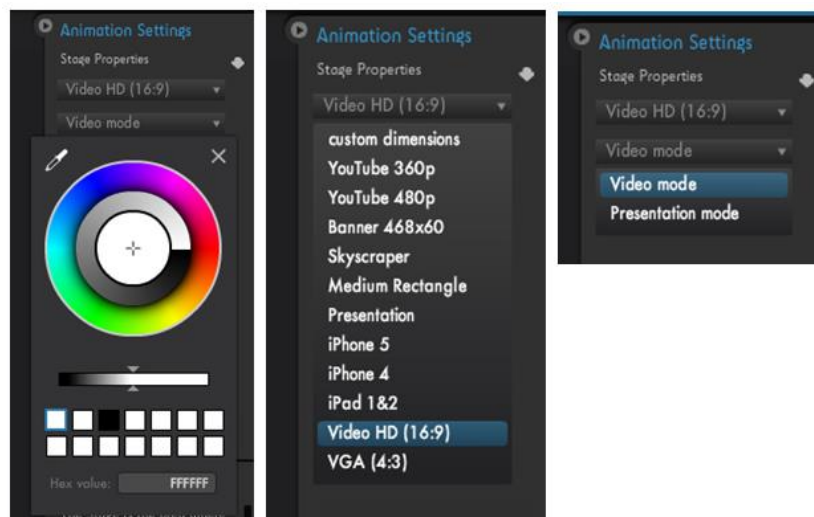 Animation Settings
Stage Properties
Video HD (16:9)
Video mode
Hex value: FFFFFF
Animation Settings
Stage Properties
Video HD (16:9)
custom dimensions
YouTube 360p
YouTube 480p
Banner 468x60
Skyscraper
Medium Rectangle
Presentation
iPhone 5
iPhone 4
iPad 1&2
Video HD (16:9)
VGA (4:3)
Animation Settings
Stage Properties
Video HD (16:9)
Video mode
Video mode
Presentation mode